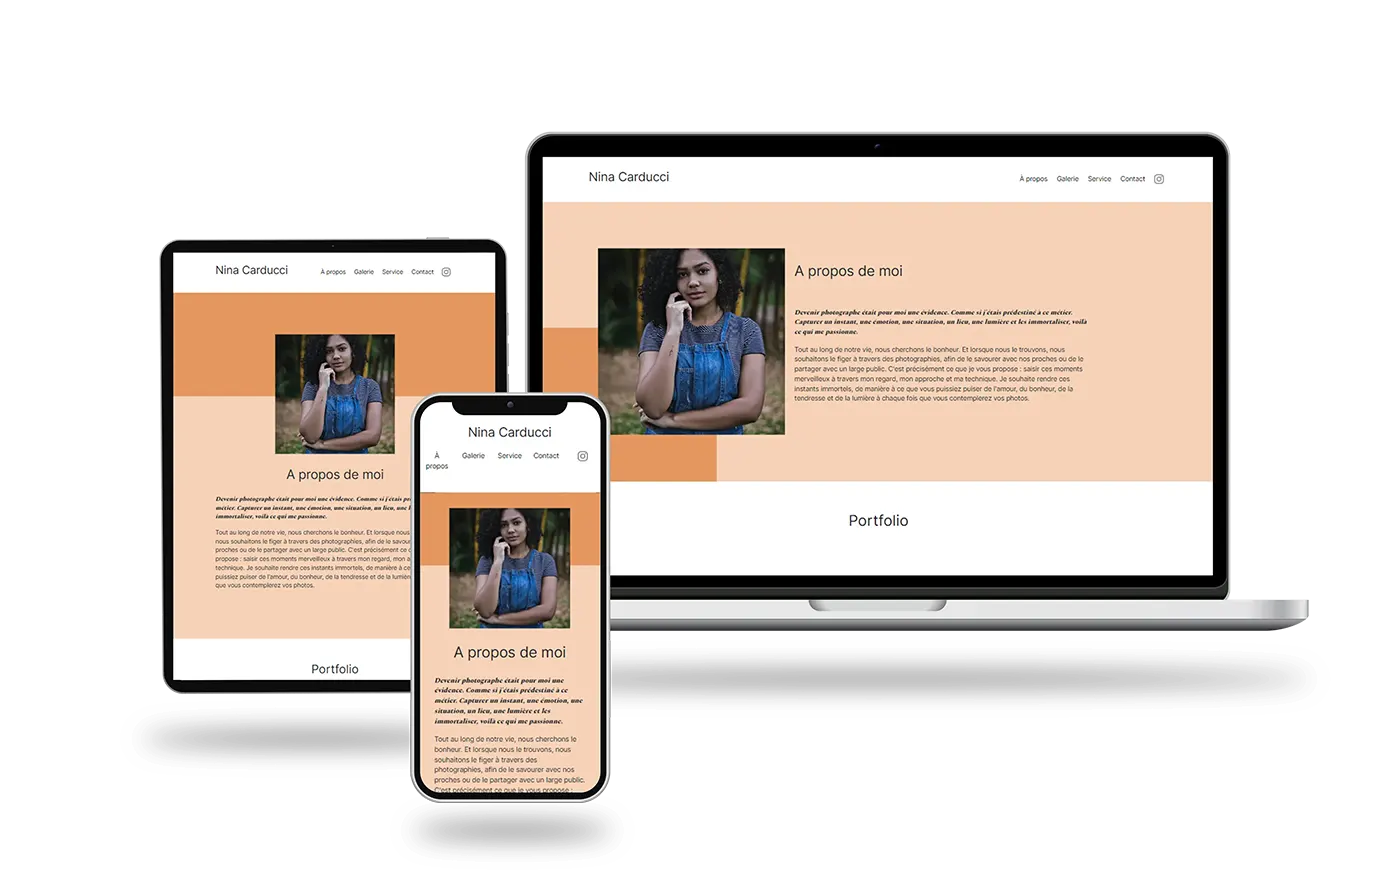 Nina Carducci
À propos Galerie Service Contact
A propos de moi
Devenir photographe était pour moi une évidence. Comme si j'étais prédestiné à ce métier.
Capturer un instant, une émotion, une situation, un lieu, une lumière et les immortaliser, voilà
ce qui me passionne.
Tout au long de notre vie, nous cherchons le bonheur. Et lorsque nous le trouvons, nous
souhaitons le figer à travers des photographies, afin de le savourer avec nos proches ou de le
partager avec un large public. C'est précisément ce que je vous propose : saisir ces moments
merveilleux à travers mon regard, mon approche et ma technique. Je souhaite rendre ces
instants immortels, de manière à ce que vous puissiez puiser de l'amour, du bonheur, de la
tendresse et de la lumière à chaque fois que vous contemplerez vos photos.
Portfolio
Nina Carducci
À propos Galerie Service Contact
A propos de moi
Devenir photographe était pour moi une évidence. Comme si j'étais
métier. Capturer un instant, une émotion, une situation, un lieu, une
immortaliser, voilà ce qui me passionne.
Tout au long de notre vie, nous cherchons le bonheur. Et lorsque nous
nous souhaitons le figer à travers des photographies, afin de le
proches ou de le partager avec un large public. C'est précisément ce
propose : saisir ces moments merveilleux à travers mon regard, mon
technique. Je souhaite rendre ces instants immortels, de manière à ce
puissiez puiser de l'amour, du bonheur, de la tendresse et de la
que vous contemplerez vos photos.
Portfolio
Nina Carducci
À propos Galerie Service Contact
A propos de moi
Devenir photographe était pour moi une
évidence. Comme si j'étais prédestiné à ce
métier. Capturer un instant, une émotion, une
situation, un lieu, une lumière et les
immortaliser, voilà ce qui me passionne.
Tout au long de notre vie, nous cherchons le
bonheur. Et lorsque nous le trouvons, nous
souhaitons le figer à travers des
photographies, afin de le savourer avec nos
proches ou de le partager avec un large public.
C'est précisément ce que je vous propose :